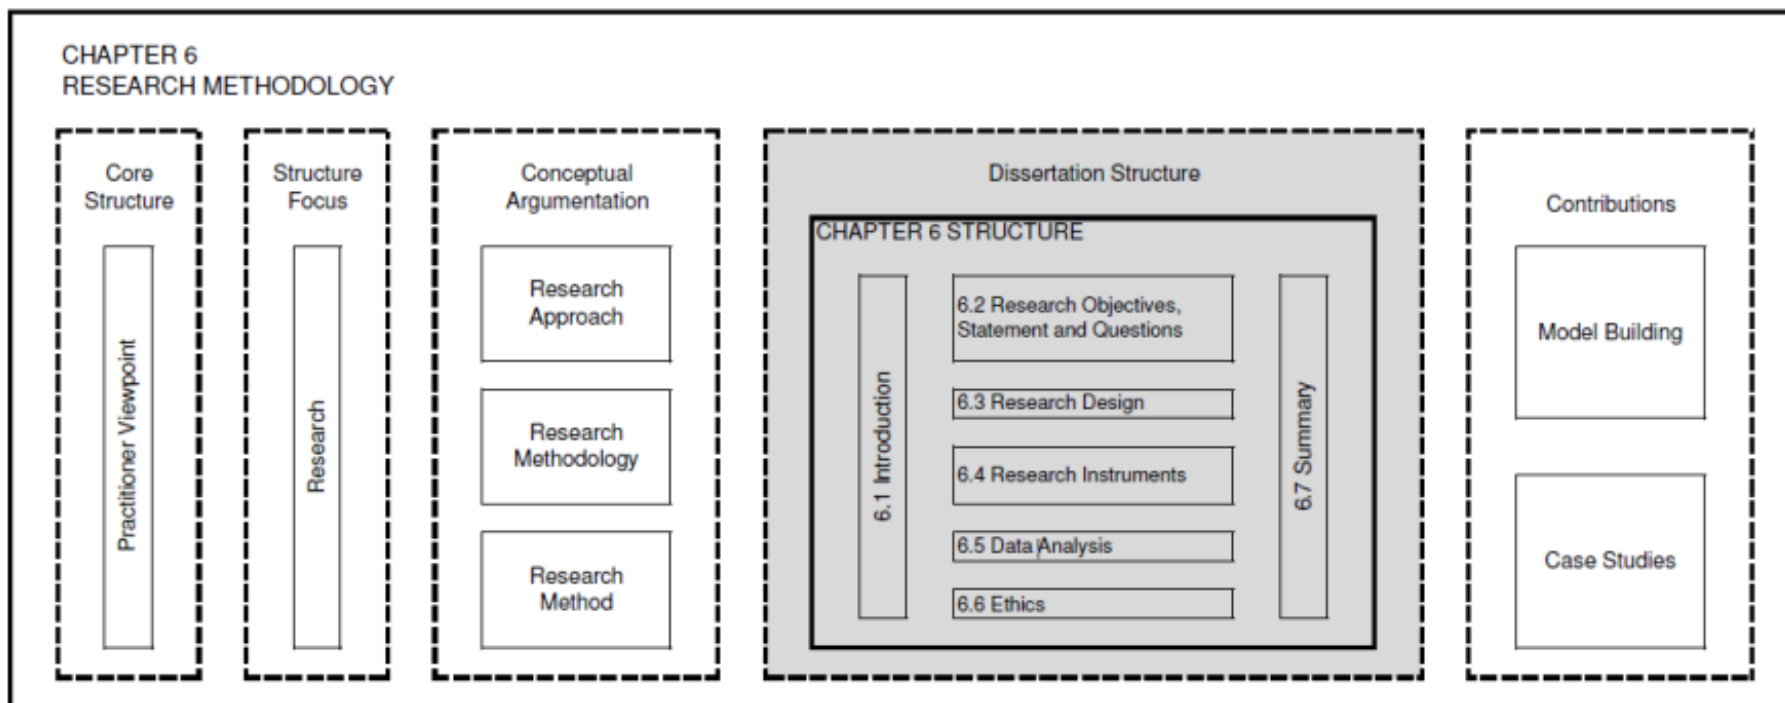 CHAPTER 6
RESEARCH METHODOLOGY
Core
Structure
Practitioner Viewpoint
Structure
Focus
Research
Conceptual
Argumentation
Research
Approach
Research
Methodology
Research
Method
Dissertation Structure
CHAPTER 6 STRUCTURE
6.1 Introduction
6.2 Research Objectives,
Statement and Questions
6.3 Research Design
6.4 Research Instruments
6.5 Data Analysis
6.6 Ethics
6.7 Summary
Contributions
Model Building
Case Studies